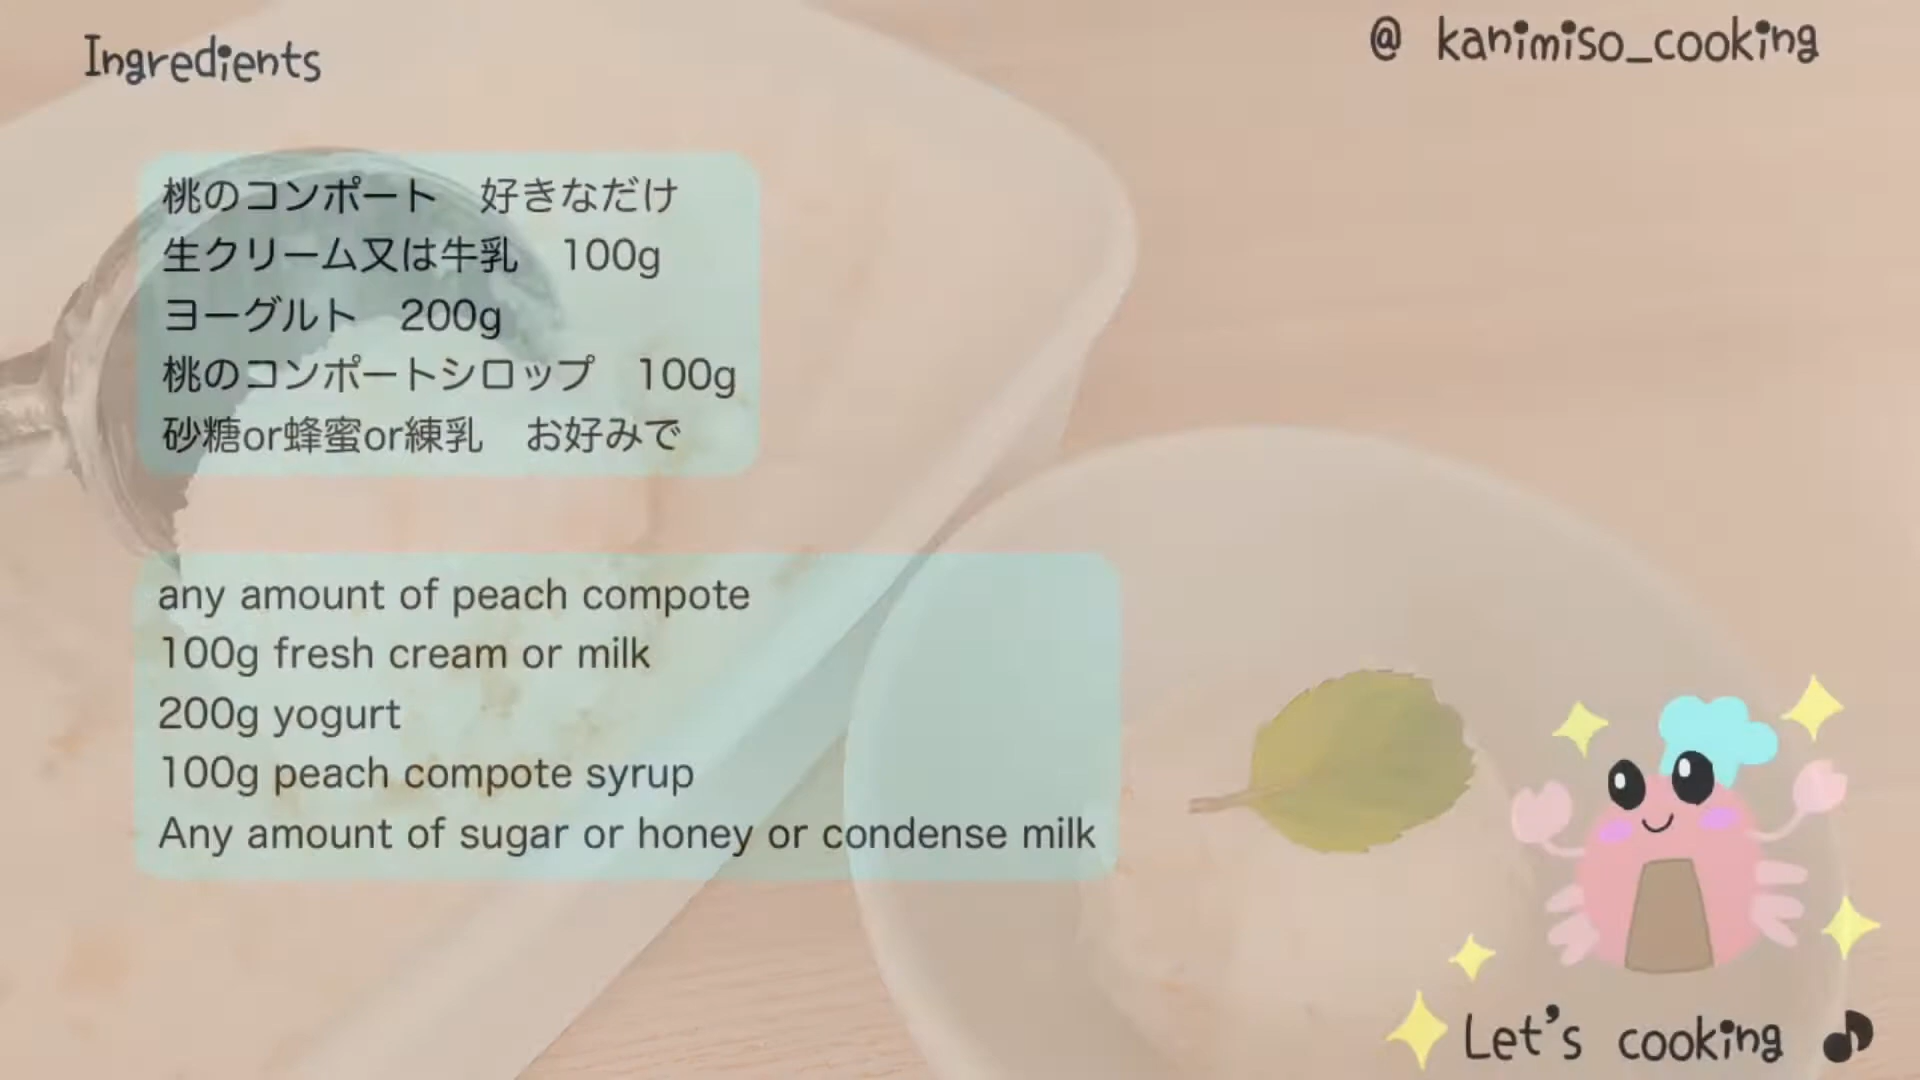 Ingredients
@ kanimiso_cooking
桃のコンポート　好きなだけ
生クリーム又は牛乳　100g
ヨーグルト　200g
桃のコンポートシロップ　100g
砂糖or蜂蜜or練乳　お好みで
any amount of peach compote
100g fresh cream or milk
200g yogurt
100g peach compote syrup
Any amount of sugar or honey or condense milk
Let's cooking ♪